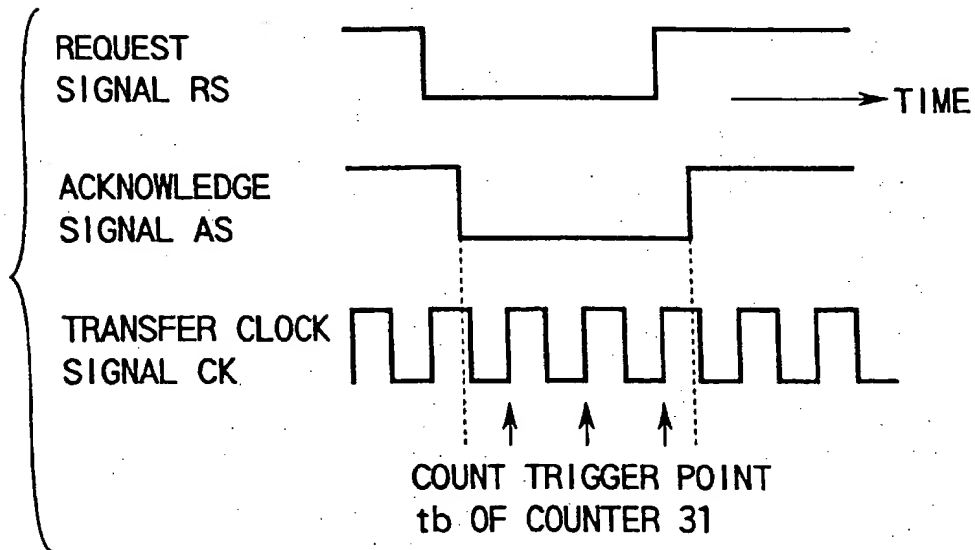 REQUEST
SIGNAL RS
TIME
ACKNOWLEDGE
SIGNAL AS
TRANSFER CLOCK
SIGNAL CK
COUNT TRIGGER POINT
tb OF COUNTER 31